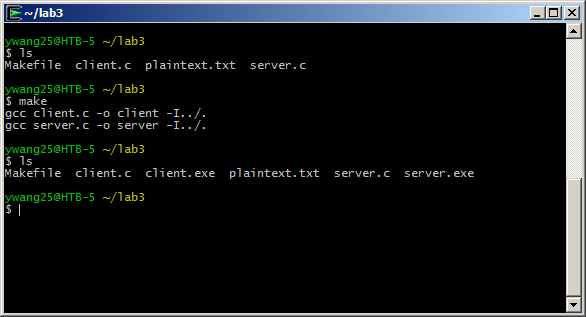 ~/lab3
ywang25@HTB-5 ~/lab3
$ ls
Makefile  client.c  plaintext.txt  server.c
ywang25@HTB-5 ~/lab3
$ make
gcc client.c -o client -I../.
gcc server.c -o server -I../.
ywang25@HTB-5 ~/lab3
$ ls
Makefile  client.c  client.exe  plaintext.txt  server.c  server.exe
ywang25@HTB-5 ~/lab3
$